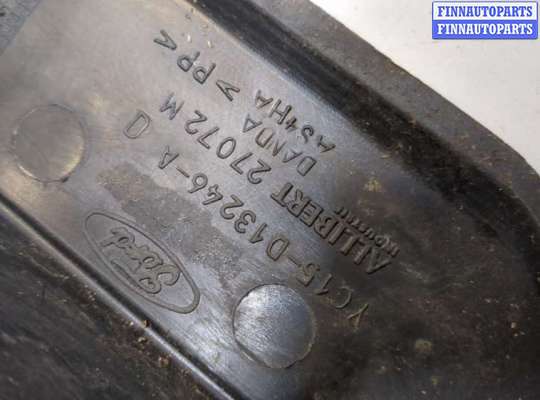 FINNAUTOPARTS
FINNAUTOPARTS
Ford
YC15-D13246-A
ALLIBERT 27072 M
DANDA >PP<